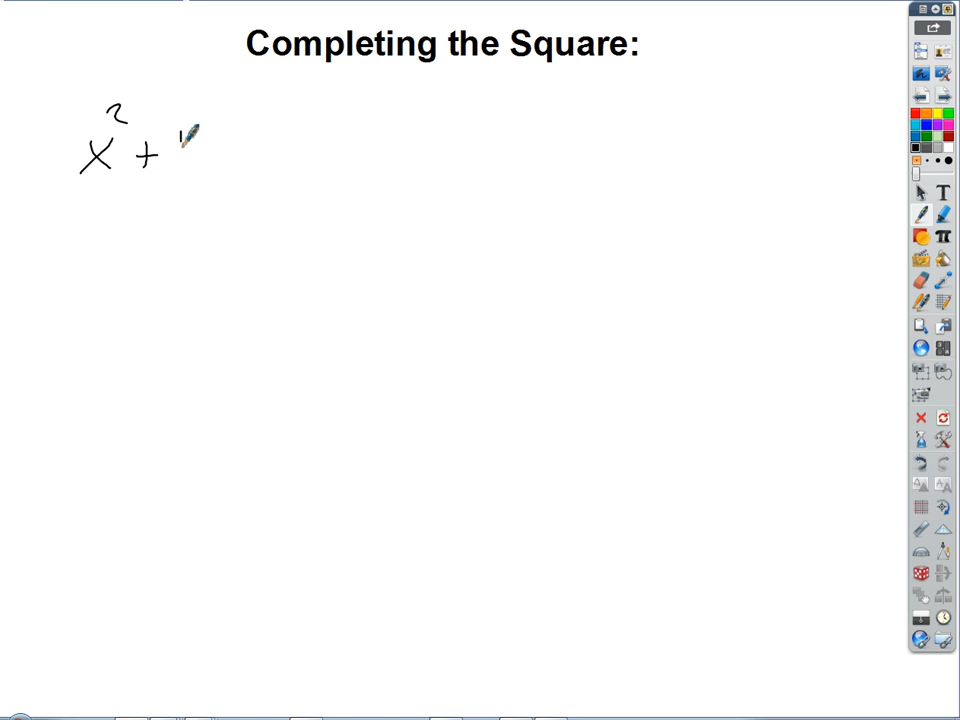 Completing the Square:
x² +